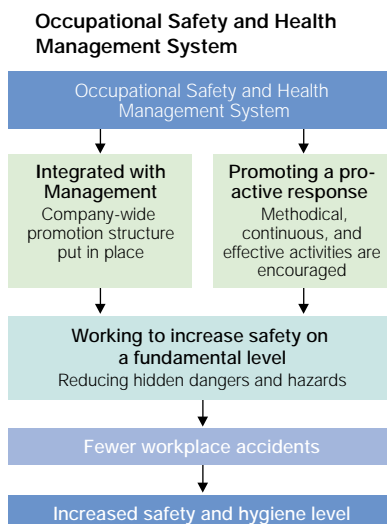 Occupational Safety and Health
Management System
Occupational Safety and Health
Management System
Integrated with
Management
Company-wide
promotion structure
put in place
Promoting a pro-
active response
Methodical,
continuous, and
effective activities are
encouraged
Working to increase safety on
a fundamental level
Reducing hidden dangers and hazards
Fewer workplace accidents
Increased safety and hygiene level